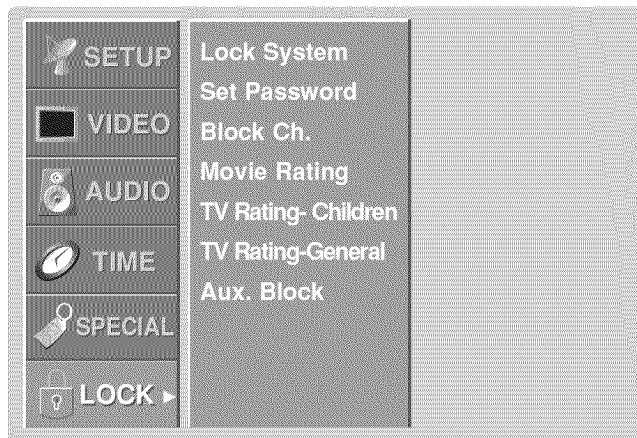 SETUP
VIDEO
AUDIO
TIME
SPECIAL
LOCK
Lock System
Set Password
Block Ch.
Movie Rating
TV Rating- Children
TV Rating-General
Aux. Block